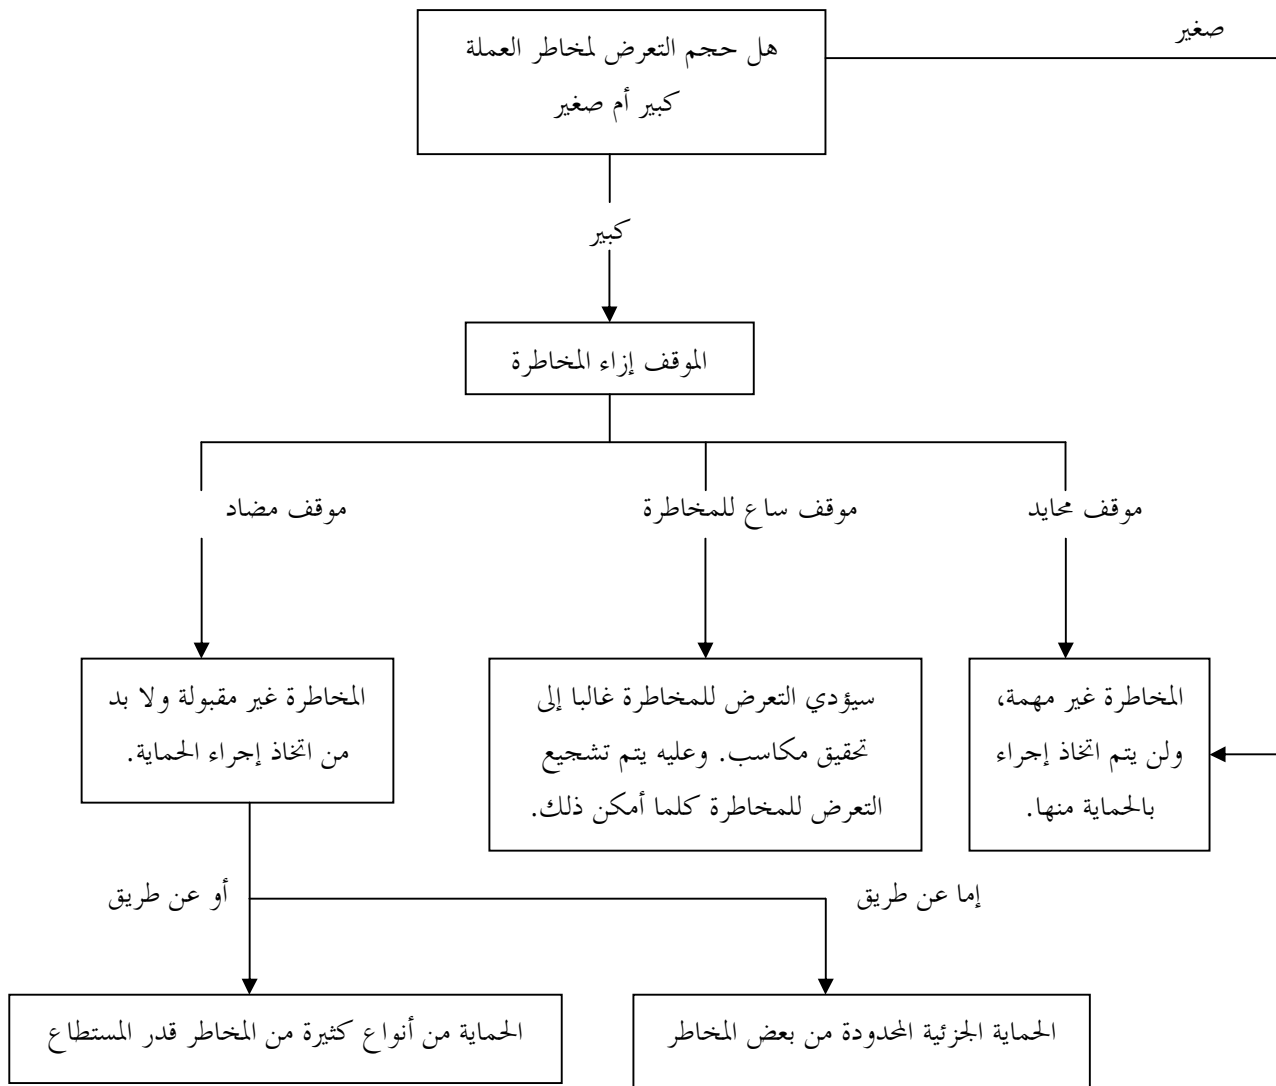 صغير
هل حجم التعرض لمخاطر العملة
كبير أم صغير
كبير
الموقف إزاء المخاطرة
موقف محايد
موقف ساع للمخاطرة
موقف مضاد
المخاطرة غير مهمة،
ولن يتم اتخاذ إجراء
بالحماية منها.
سيؤدي التعرض للمخاطرة غالبا إلى
تحقيق مكاسب. وعليه يتم تشجيع
التعرض للمخاطرة كلما أمكن ذلك.
المخاطرة غير مقبولة ولا بد
من اتخاذ إجراء الحماية.
إما عن طريق
أو عن طريق
الحماية الجزئية المحدودة من بعض المخاطر
الحماية من أنواع كثيرة من المخاطر قدر المستطاع